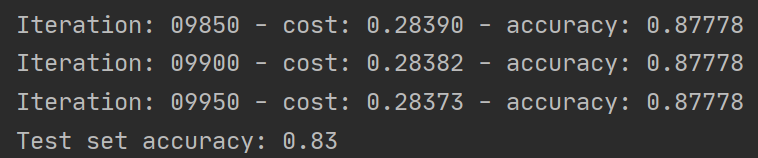 Iteration: 09850 - cost: 0.28390 - accuracy: 0.87778
Iteration: 09900 - cost: 0.28382 - accuracy: 0.87778
Iteration: 09950 - cost: 0.28373 - accuracy: 0.87778
Test set accuracy: 0.83